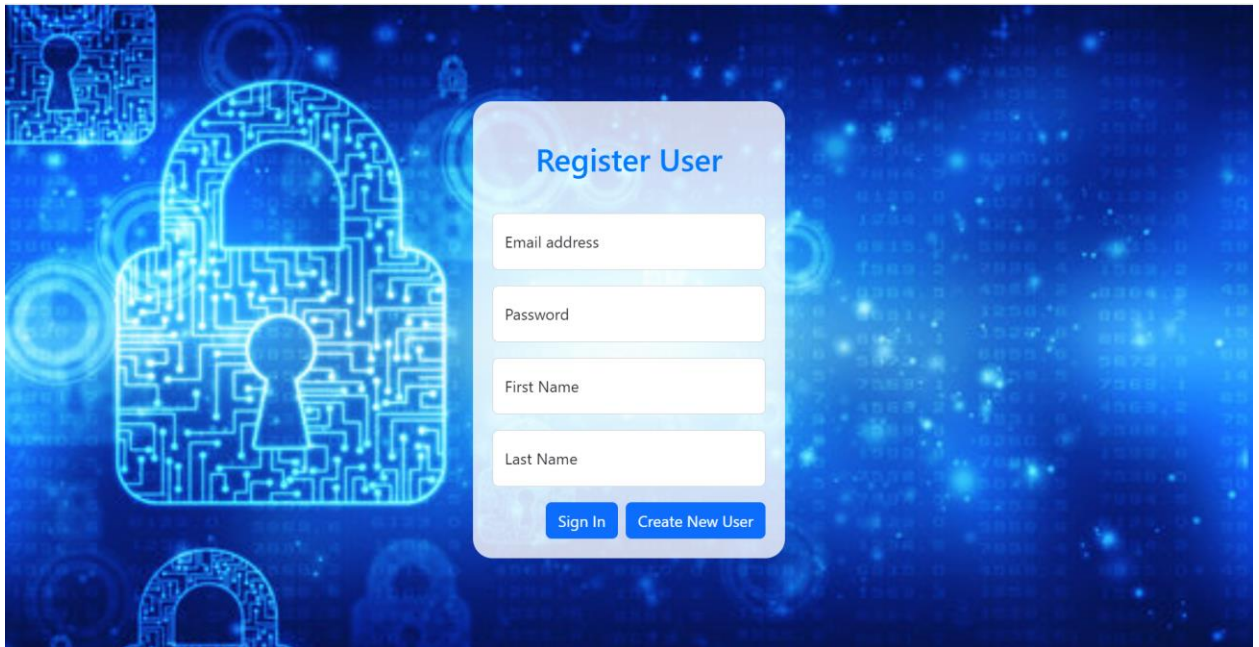 Register User
Email address
Password
First Name
Last Name
Sign In Create New User